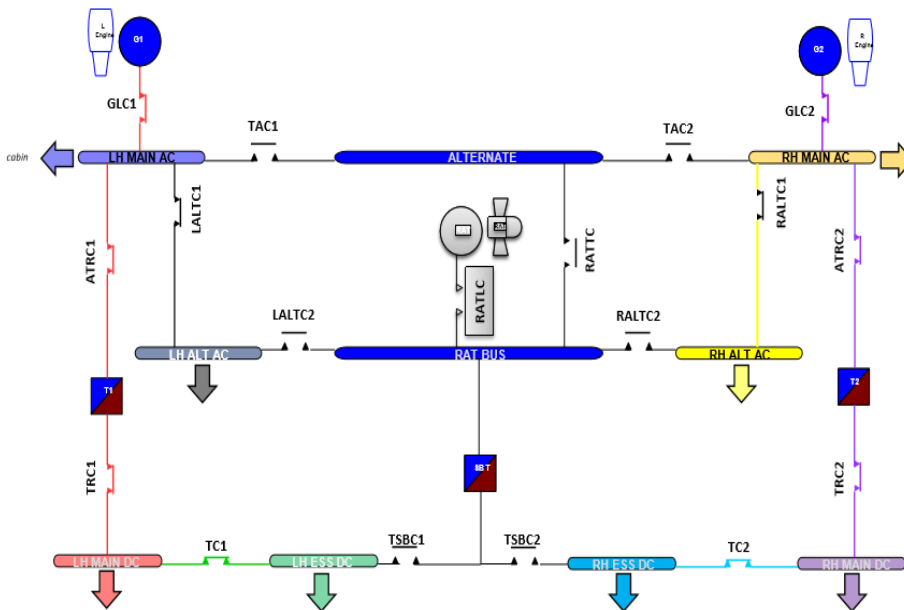 L
Engine
G1
G2
R
Engine
GLC1
GLC2
TAC1
TAC2
cabin
LH MAIN AC
ALTERNATE
RH MAIN AC
LALTC1
RALTC1
ATRC1
RATTC
ATRC2
RATLC
LALTC2
RALTC2
LH ALT AC
RAT BUS
RH ALT AC
T1
T2
TRC1
SBT
TRC2
TC1
TSBC1
TSBC2
TC2
LH MAIN DC
LH ESS DC
RH ESS DC
RH MAIN DC